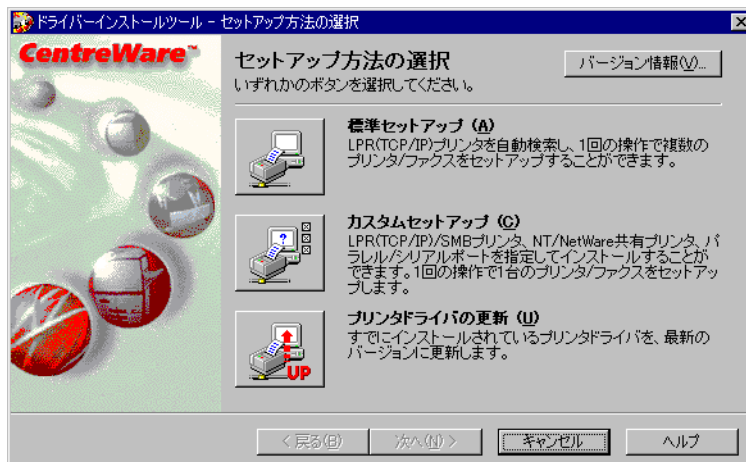 ドライバーインストールツール - セットアップ方法の選択
CentreWare™
セットアップ方法の選択
バージョン情報(V)...
いずれかのボタンを選択してください。
標準セットアップ (A)
LPR(TCP/IP)プリンタを自動検索し、1回の操作で複数の
プリンタ/ファクスをセットアップすることができます。
カスタムセットアップ (C)
LPR(TCP/IP)/SMBプリンタ、NT/NetWare共有プリンタ、パ
ラレル/シリアルポートを指定してインストールすることが
できます。1回の操作で1台のプリンタ/ファクスをセットアッ
プします。
プリンタドライバの更新 (U)
すでにインストールされているプリンタドライバを、最新の
バージョンに更新します。
UP
< 戻る(B)
次へ(N) >
キャンセル
ヘルプ